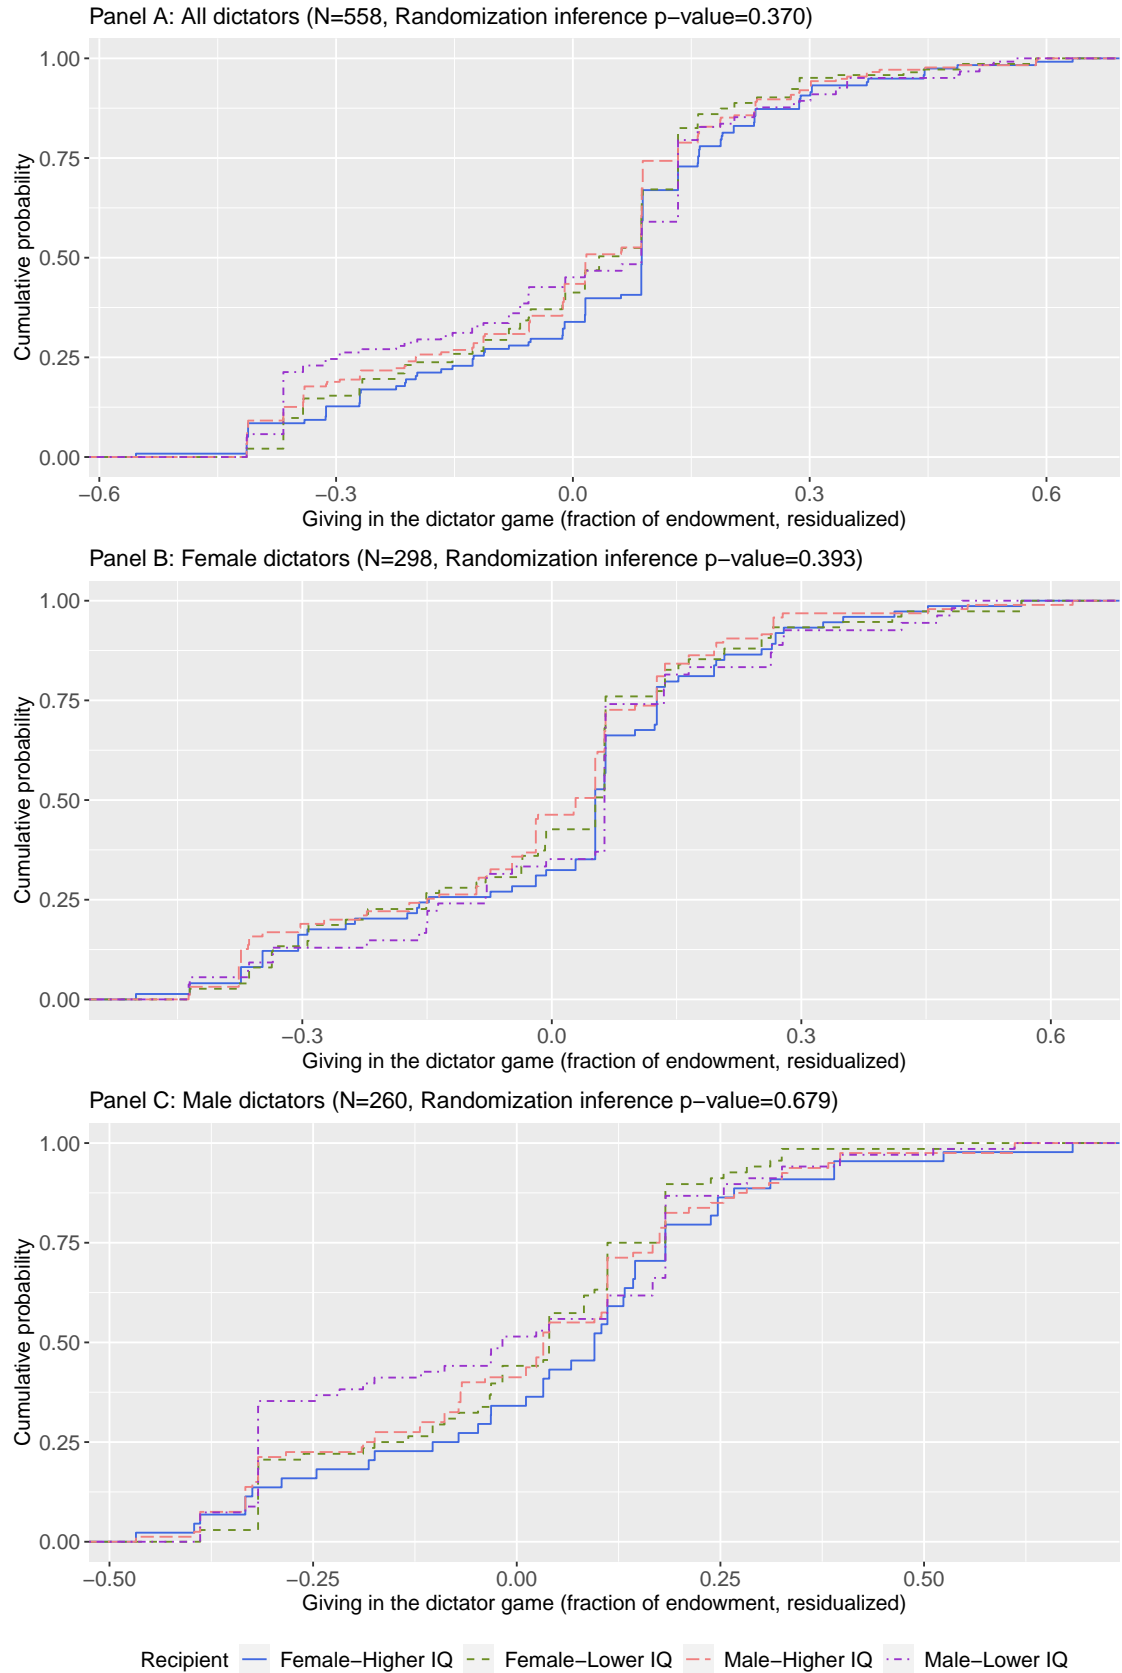 Panel A: All dictators (N=558, Randomization inference p−value=0.370)
1.00
0.75
0.50
0.25
0.00
Cumulative probability
−0.6
−0.3
0.0
0.3
0.6
Giving in the dictator game (fraction of endowment, residualized)
Panel B: Female dictators (N=298, Randomization inference p−value=0.393)
1.00
0.75
0.50
0.25
0.00
Cumulative probability
−0.3
0.0
0.3
0.6
Giving in the dictator game (fraction of endowment, residualized)
Panel C: Male dictators (N=260, Randomization inference p−value=0.679)
1.00
0.75
0.50
0.25
0.00
Cumulative probability
−0.50
−0.25
0.00
0.25
0.50
Giving in the dictator game (fraction of endowment, residualized)
Recipient Female−Higher IQ Female−Lower IQ Male−Higher IQ Male−Lower IQ